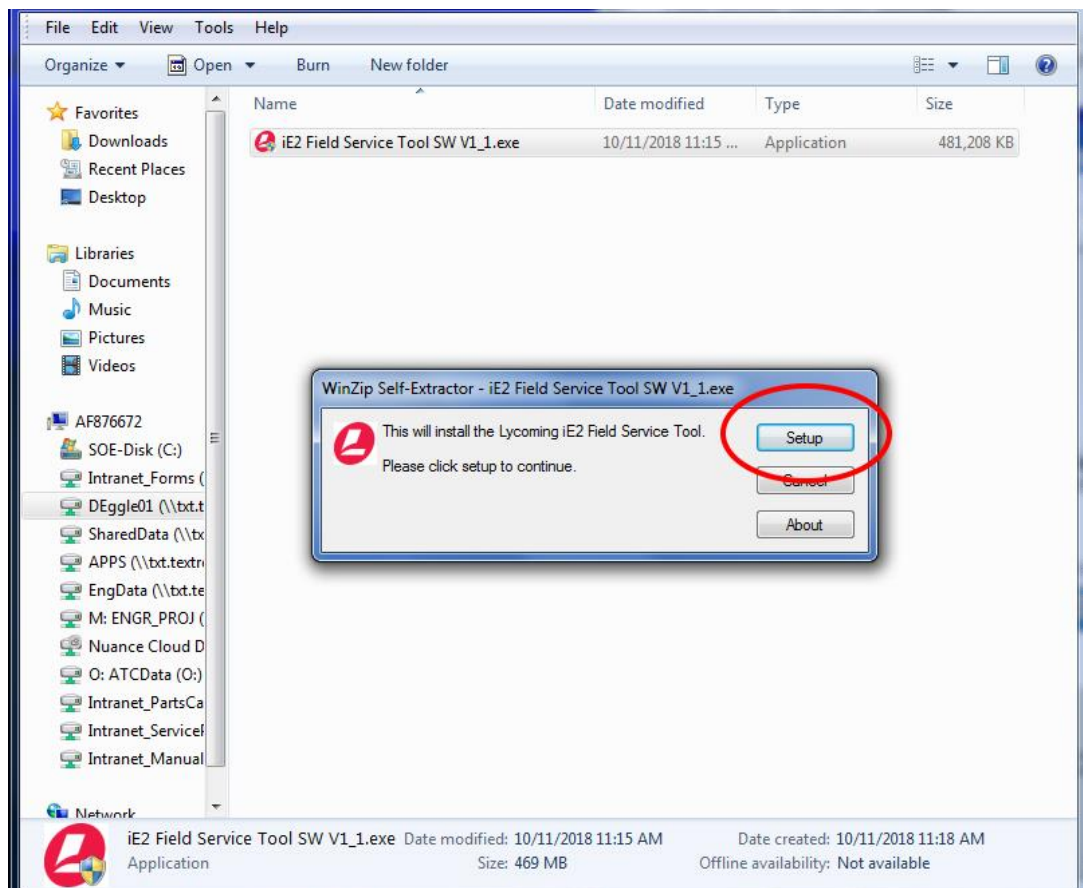 File Edit View Tools Help
Organize Open Burn New folder
Favorites
Downloads
Recent Places
Desktop
Libraries
Documents
Music
Pictures
Videos
AF876672
SOE-Disk (C:)
Intranet_Forms (
DEggle01 (\\txt.t
SharedData (\\tx
APPS (\\txt.textr
EngData (\\txt.te
M: ENGR_PROJ (
Nuance Cloud D
O: ATCData (O:)
Intranet_PartsCa
Intranet_Service
Intranet_Manual
Network
Name Date modified Type Size
iE2 Field Service Tool SW V1_1.exe 10/11/2018 11:15 ... Application 481,208 KB
WinZip Self-Extractor - iE2 Field Service Tool SW V1_1.exe
This will install the Lycoming iE2 Field Service Tool.
Please click setup to continue.
Setup
Cancel
About
iE2 Field Service Tool SW V1_1.exe Date modified: 10/11/2018 11:15 AM Date created: 10/11/2018 11:18 AM
Application Size: 469 MB Offline availability: Not available